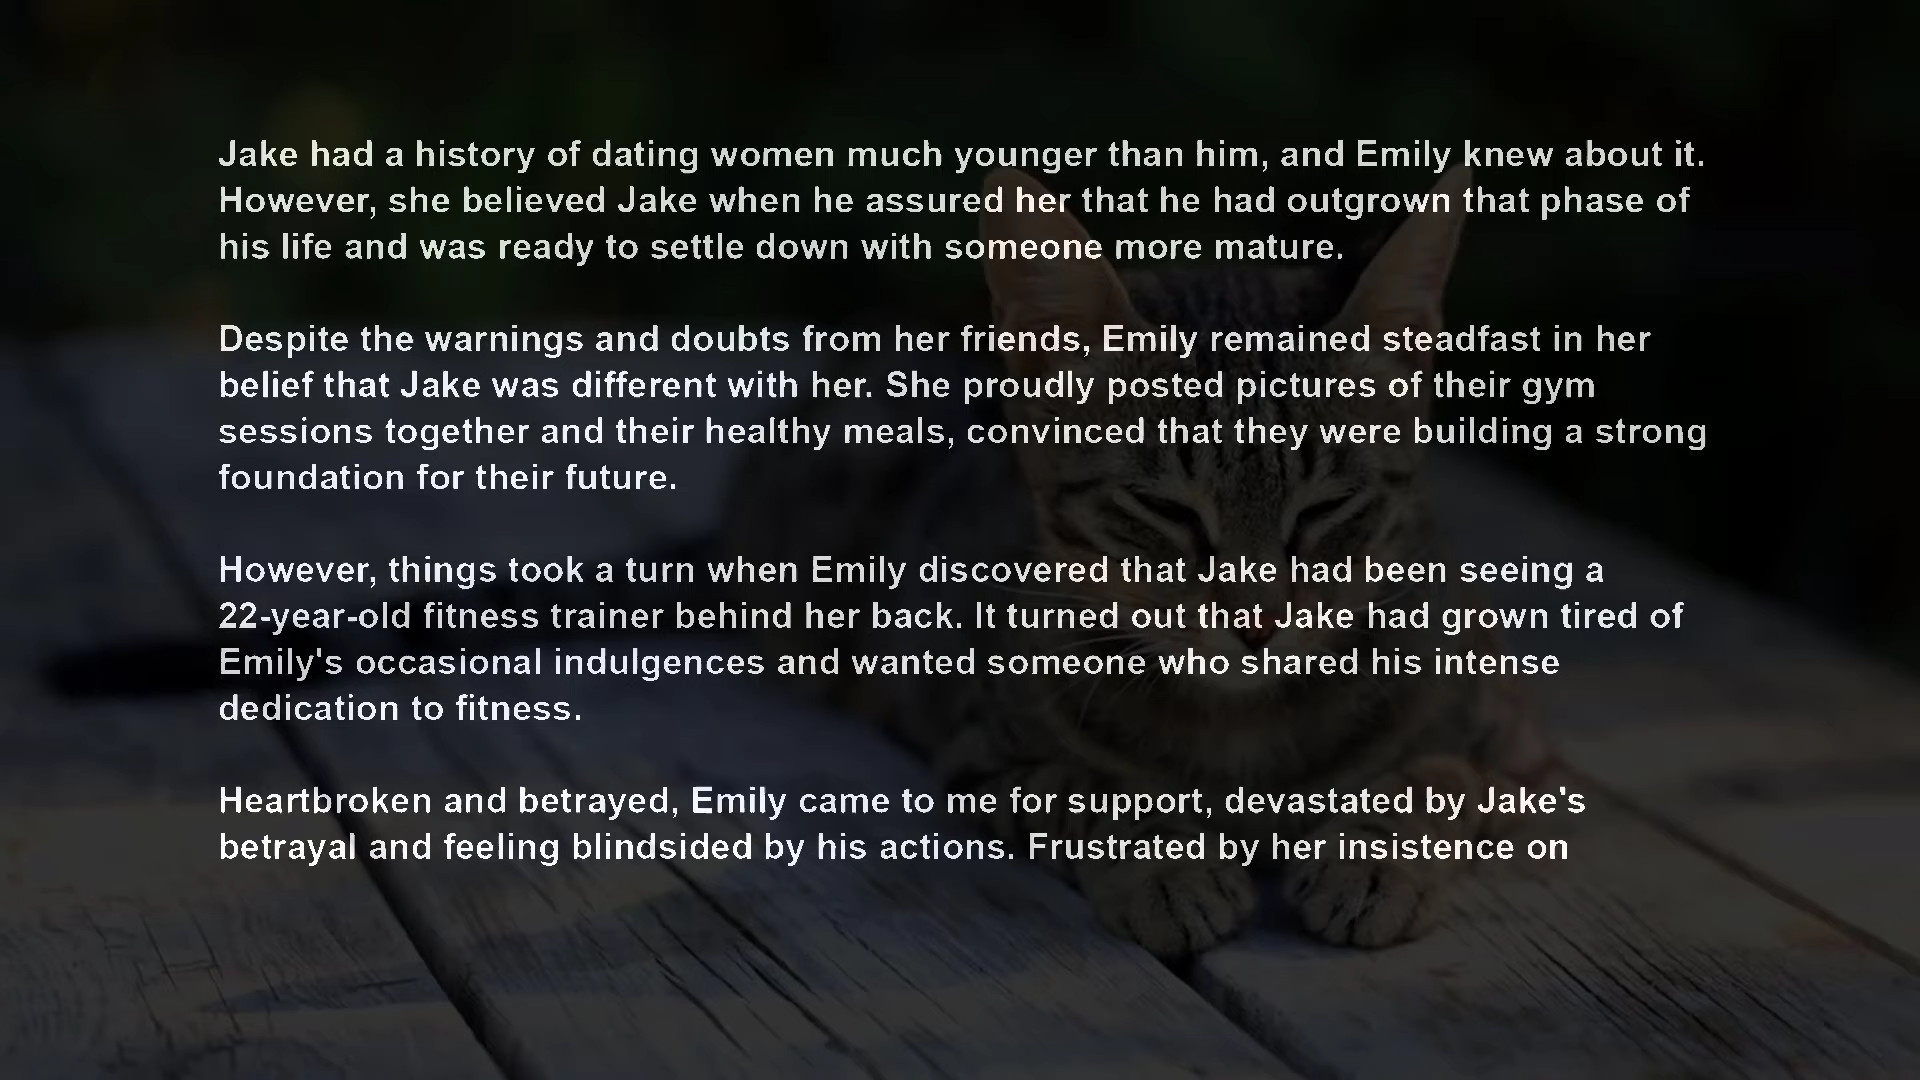 Jake had a history of dating women much younger than him, and Emily knew about it.
However, she believed Jake when he assured her that he had outgrown that phase of
his life and was ready to settle down with someone more mature.
Despite the warnings and doubts from her friends, Emily remained steadfast in her
belief that Jake was different with her. She proudly posted pictures of their gym
sessions together and their healthy meals, convinced that they were building a strong
foundation for their future.
However, things took a turn when Emily discovered that Jake had been seeing a
22-year-old fitness trainer behind her back. It turned out that Jake had grown tired of
Emily's occasional indulgences and wanted someone who shared his intense
dedication to fitness.
Heartbroken and betrayed, Emily came to me for support, devastated by Jake's
betrayal and feeling blindsided by his actions. Frustrated by her insistence on